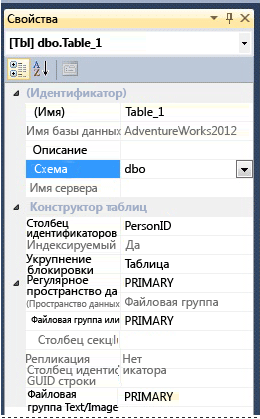 Свойства
[Tbl] dbo.Table_1
(Идентификатор)
(Имя) Table_1
Имя базы данных AdventureWorks2012
Описание
Схема dbo
Имя сервера
Конструктор таблиц
Столбец идентификаторов PersonID
Индексируемый Да
Укрупнение блокировки Таблица
Регулярное пространство да PRIMARY
(Пространство данных Файловая группа
Файловая группа или PRIMARY
Столбец секц
Репликация Нет
Столбец идентификатора
GUID строки
Файловая группа Text/Image PRIMARY